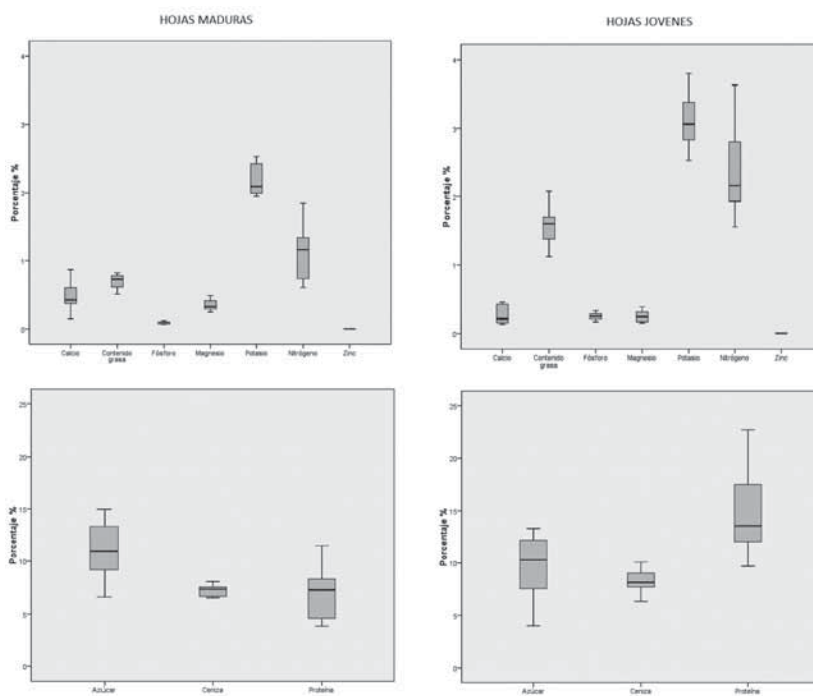 HOJAS MADURAS
HOJAS JOVENES
Porcentaje %
4
3
2
1
0
Calcio Contenido grasa Fósforo Magnesio Potasio Nitrógeno Zinc
Porcentaje %
4
3
2
1
0
Calcio Contenido grasa Fósforo Magnesio Potasio Nitrógeno Zinc
Porcentaje %
25
20
15
10
5
0
Azúcar Ceniza Proteína
Porcentaje %
25
20
15
10
5
0
Azúcar Ceniza Proteína